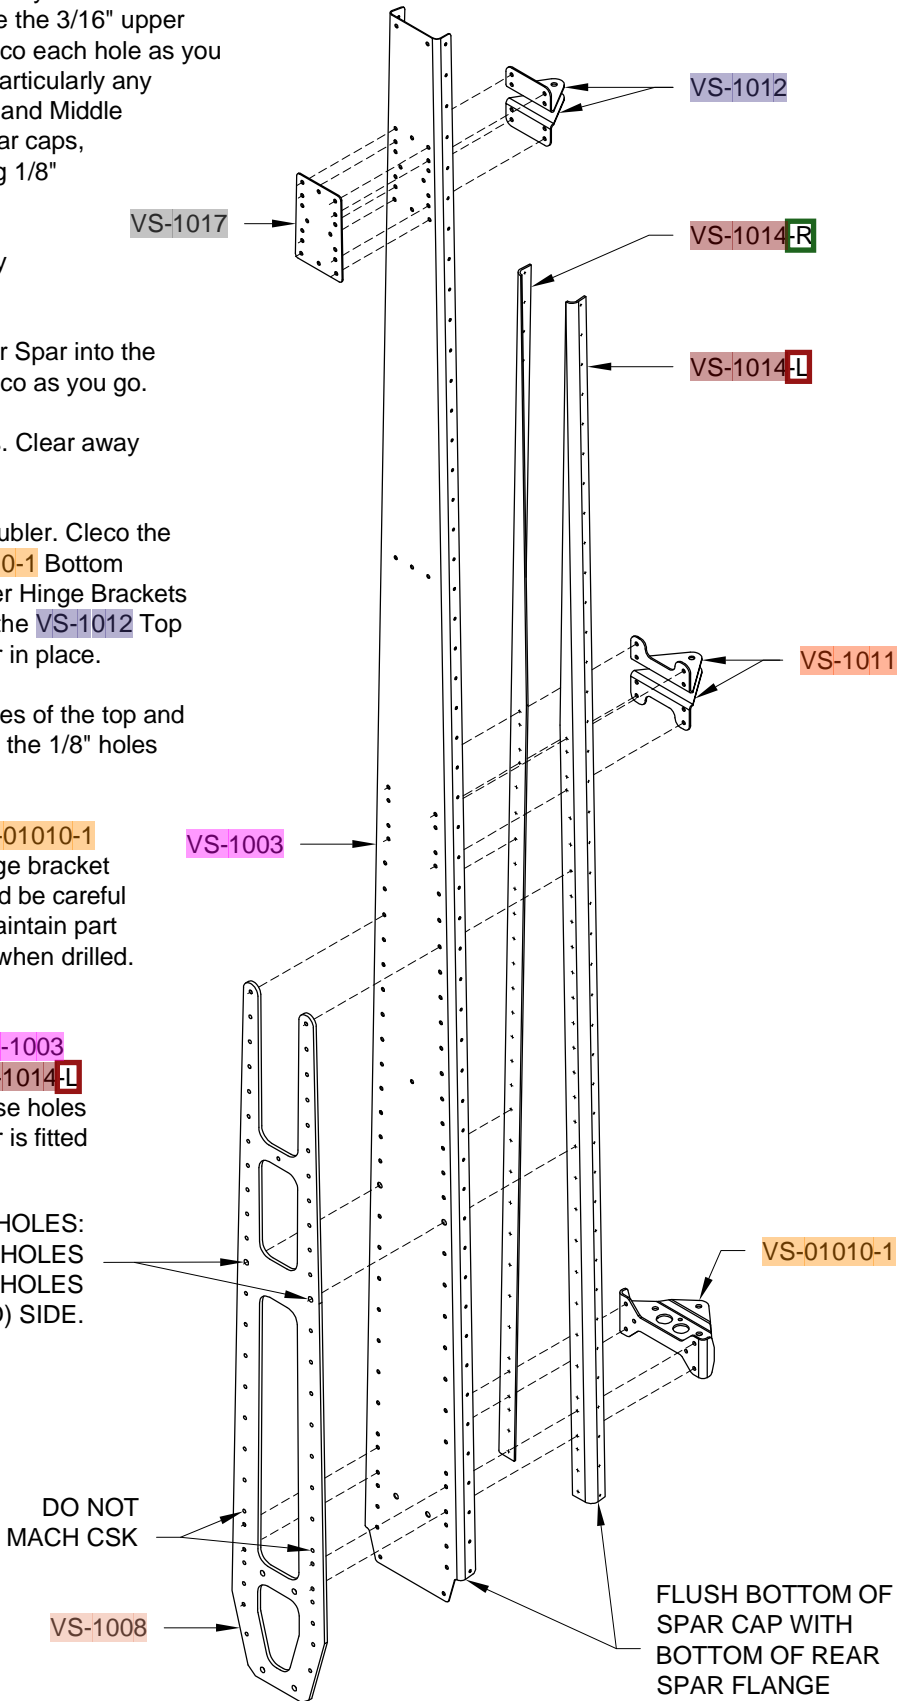 e the 3/16" upper
co each hole as you
articularly any
and Middle
ar caps,
g 1/8"
y
r Spar into the
co as you go.
. Clear away
ubler. Cleco the
0-1 Bottom
er Hinge Brackets
the VS-1012 Top
r in place.
es of the top and
the 1/8" holes
-01010-1
ge bracket
d be careful
aintain part
when drilled.
-1003
-1014-L
se holes
r is fitted
HOLES:
HOLES
HOLES
) SIDE.
DO NOT
MACH CSK
VS-1008
VS-1017
VS-1003
VS-1012
VS-1014-R
VS-1014-L
VS-1011
VS-01010-1
FLUSH BOTTOM OF
SPAR CAP WITH
BOTTOM OF REAR
SPAR FLANGE